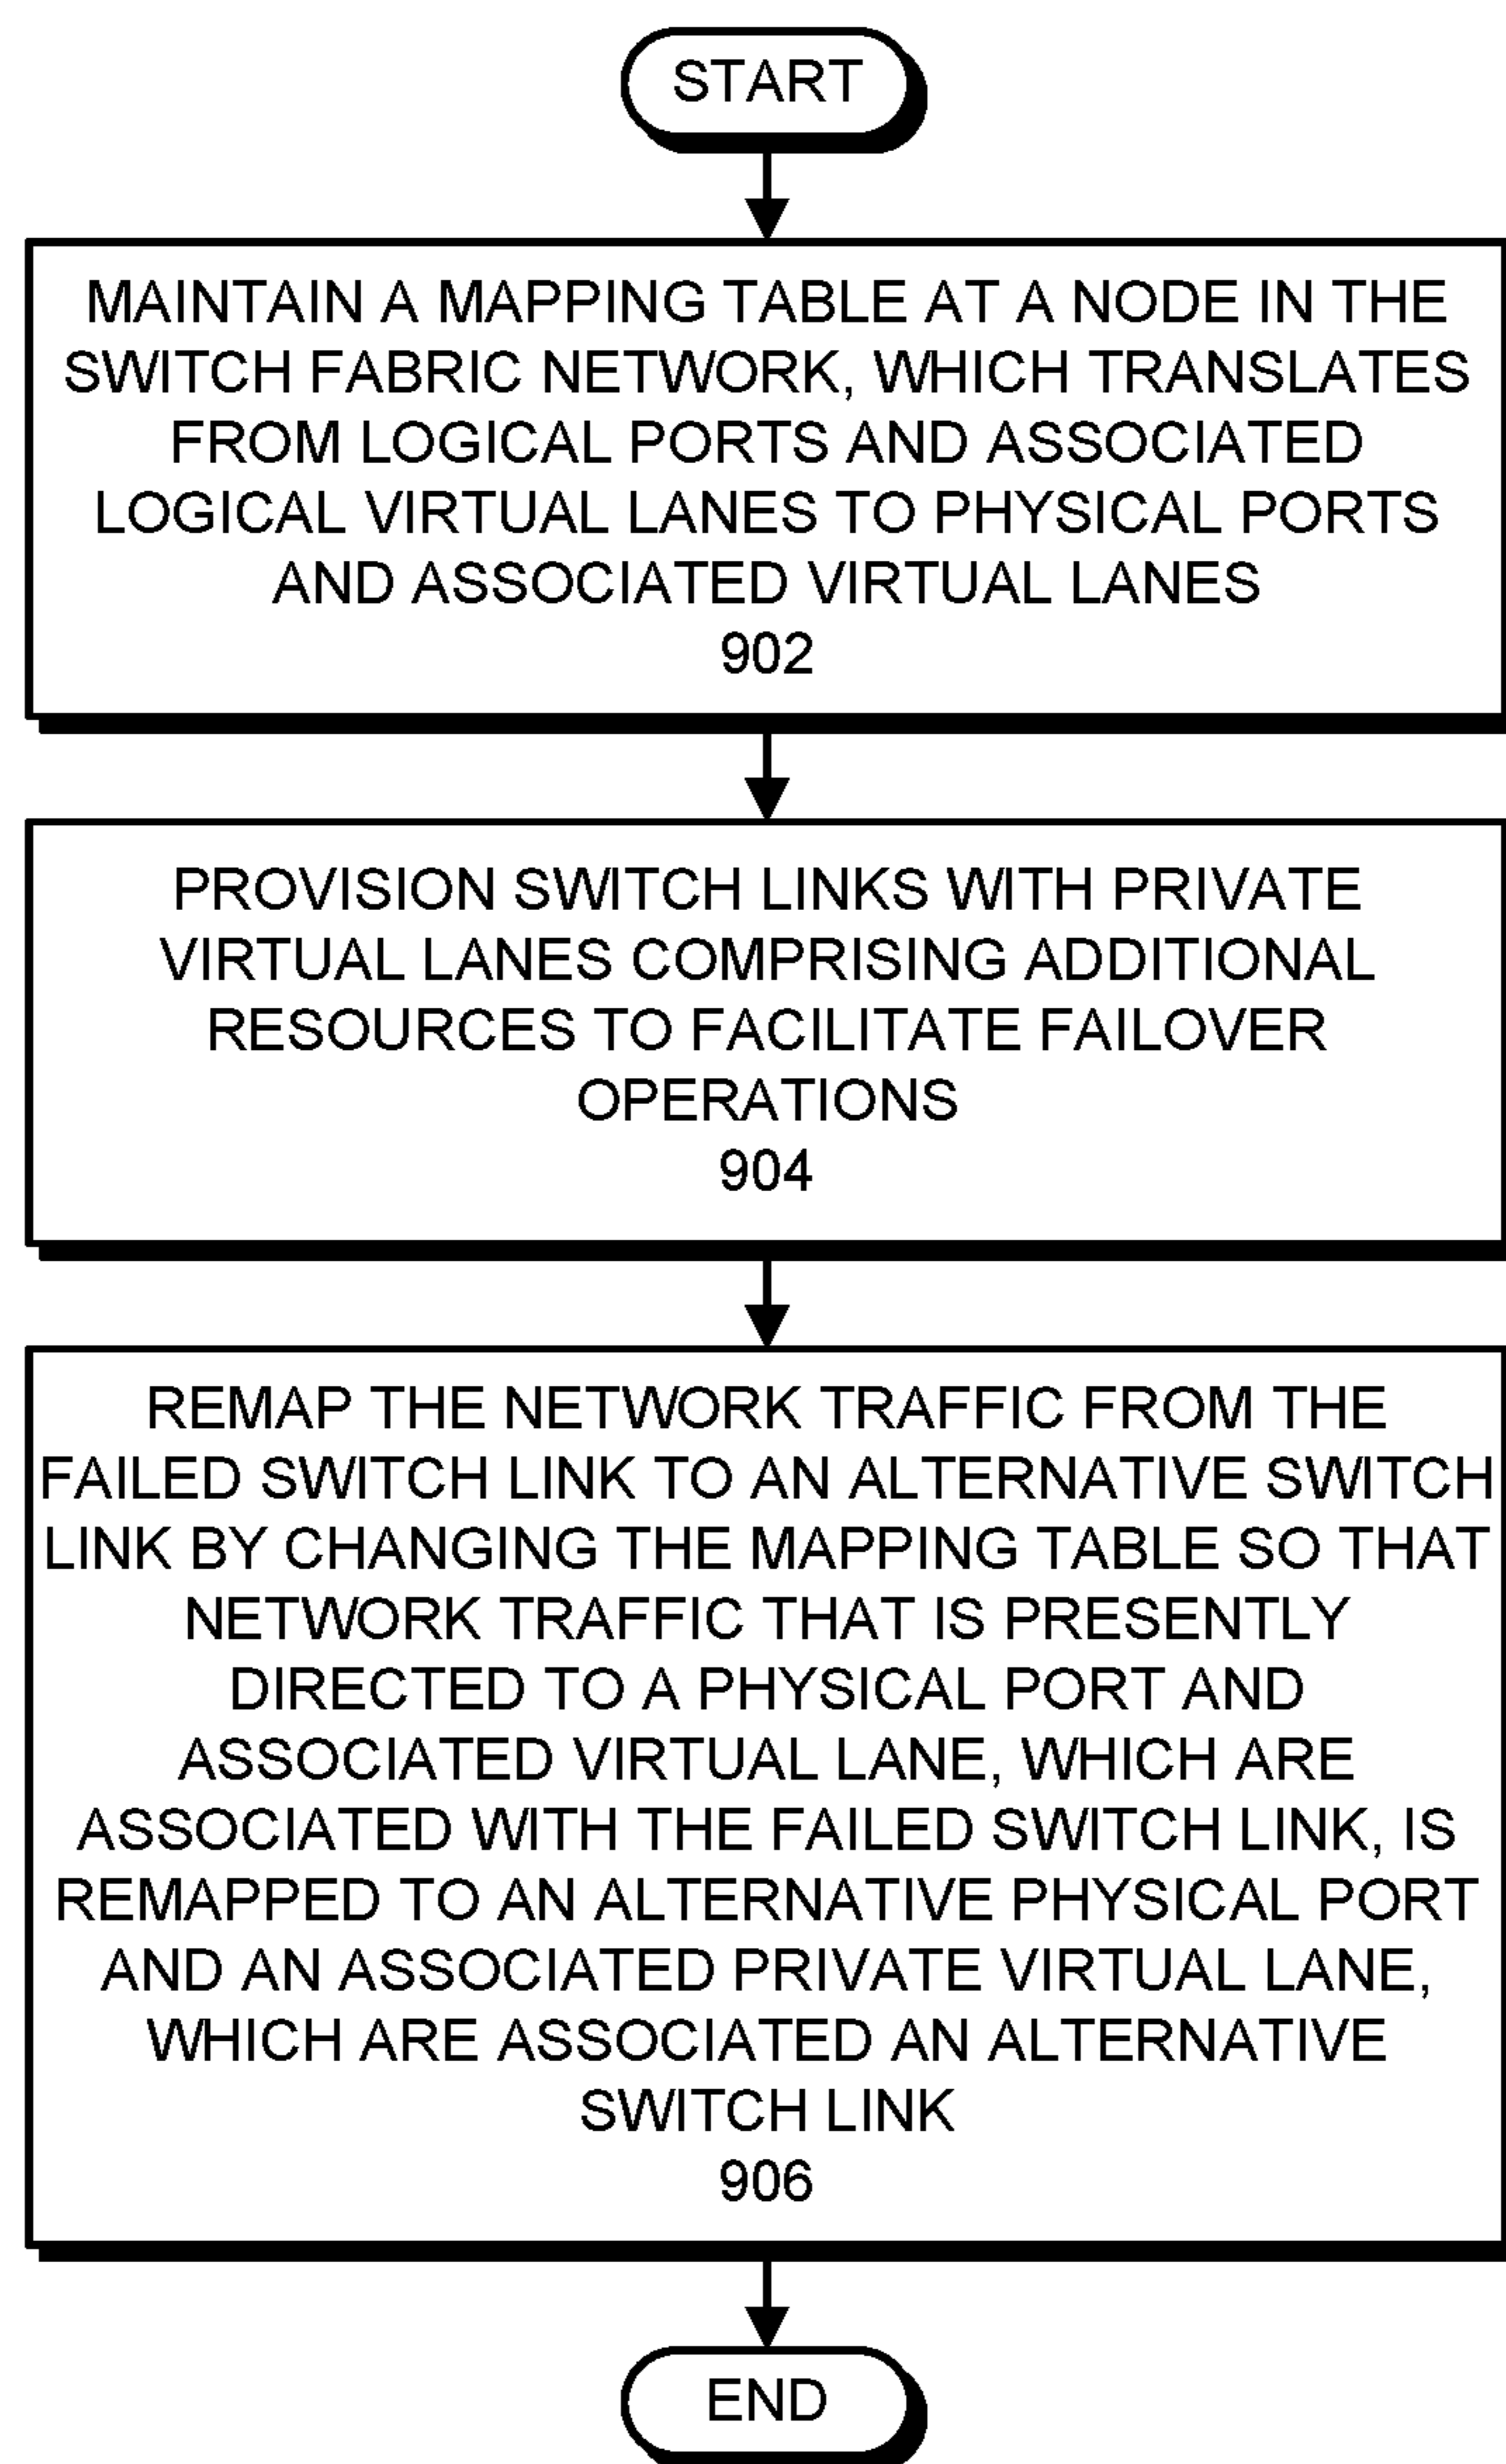 START
MAINTAIN A MAPPING TABLE AT A NODE IN THE
SWITCH FABRIC NETWORK, WHICH TRANSLATES
FROM LOGICAL PORTS AND ASSOCIATED
LOGICAL VIRTUAL LANES TO PHYSICAL PORTS
AND ASSOCIATED VIRTUAL LANES
902
PROVISION SWITCH LINKS WITH PRIVATE
VIRTUAL LANES COMPRISING ADDITIONAL
RESOURCES TO FACILITATE FAILOVER
OPERATIONS
904
REMAP THE NETWORK TRAFFIC FROM THE
FAILED SWITCH LINK TO AN ALTERNATIVE SWITCH
LINK BY CHANGING THE MAPPING TABLE SO THAT
NETWORK TRAFFIC THAT IS PRESENTLY
DIRECTED TO A PHYSICAL PORT AND
ASSOCIATED VIRTUAL LANE, WHICH ARE
ASSOCIATED WITH THE FAILED SWITCH LINK, IS
REMAPPED TO AN ALTERNATIVE PHYSICAL PORT
AND AN ASSOCIATED PRIVATE VIRTUAL LANE,
WHICH ARE ASSOCIATED AN ALTERNATIVE
SWITCH LINK
906
END